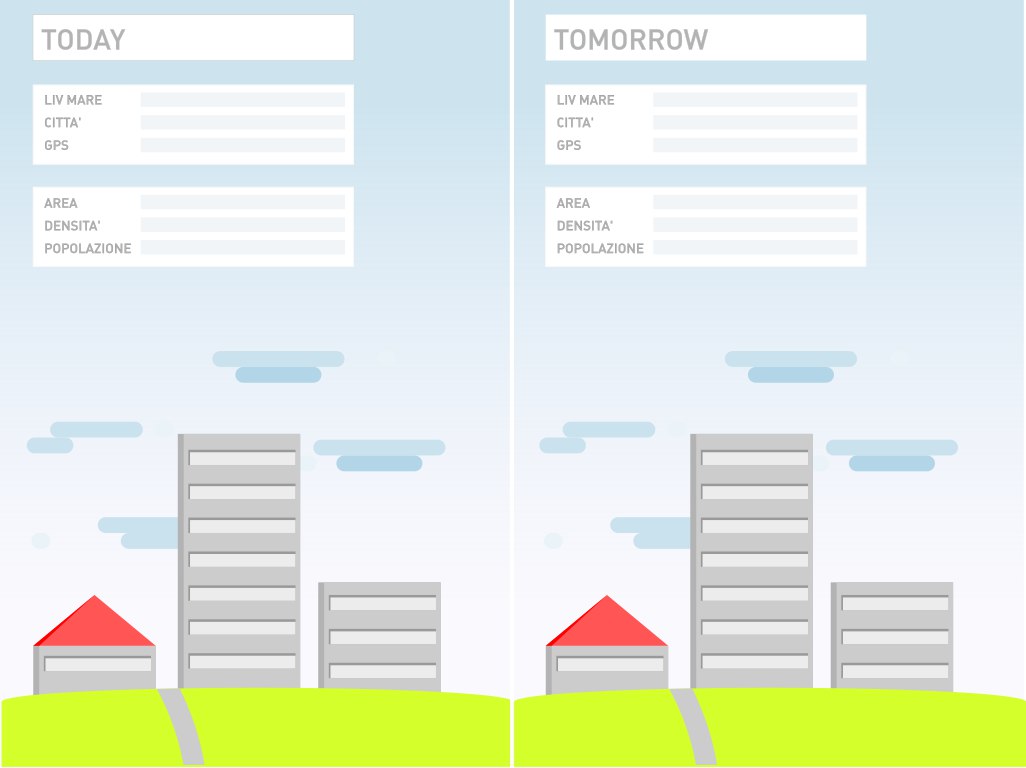 TODAY
LIV MARE
CITTA'
GPS
AREA
DENSITA'
POPOLAZIONE
TOMORROW
LIV MARE
CITTA'
GPS
AREA
DENSITA'
POPOLAZIONE